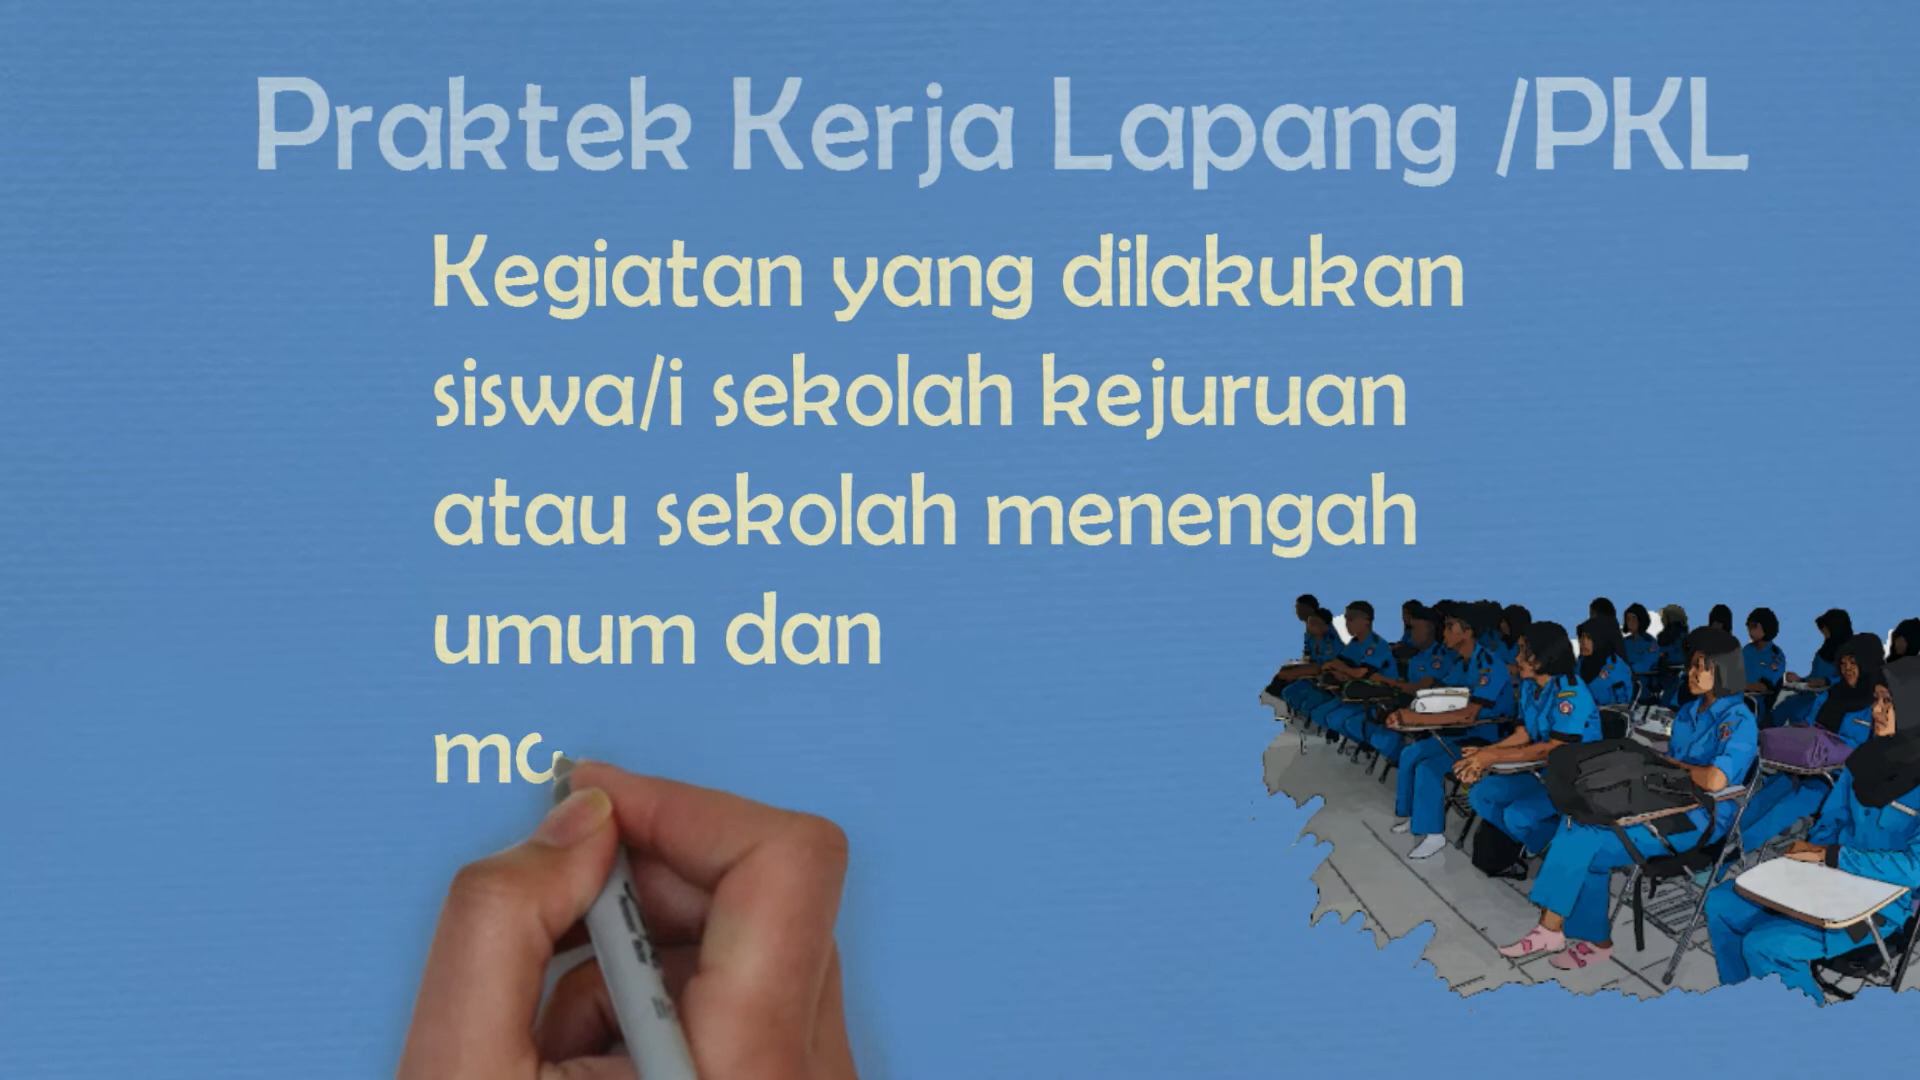 Praktek Kerja Lapang /PKL
Kegiatan yang dilakukan
siswa/i sekolah kejuruan
atau sekolah menengah
umum dan